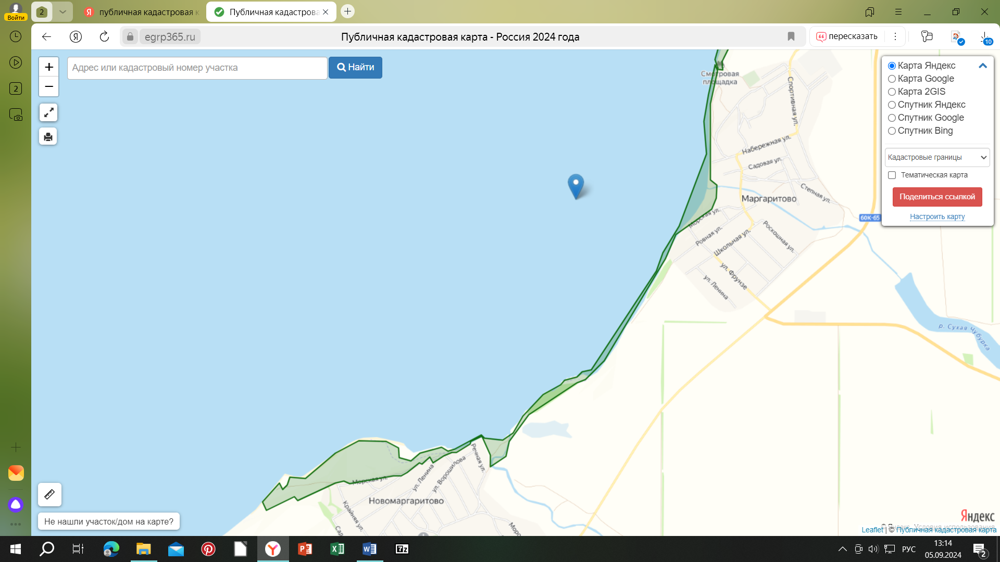 Войти
2
публичная кадастровая к
Публичная кадастрова
egrp365.ru
Публичная кадастровая карта - Россия 2024 года
пересказать
10
2
Адрес или кадастровый номер участка
Найти
Карта Яндекс
Карта Google
Карта 2GIS
Спутник Яндекс
Спутник Google
Спутник Bing
Кадастровые границы
Тематическая карта
Поделиться ссылкой
Настроить карту
Смотровая
площадка
Спортивная ул.
Набережная ул.
Садовая ул.
Степная ул.
Маргаритово
60К-65
Морская ул.
Ровная ул.
Школьная ул.
Роскошная ул.
ул. Фрунзе
ул. Ленина
р. Сухая Чубурка
Речная ул.
ул. Ворошилова
ул. Ленина
Морская ул.
Новомаргаритово
Крайняя ул.
Сад
Моро
Не нашли участок/дом на карте?
Яндекс
© Яндекс Условия использования
Leaflet | © Публичная кадастровая карта
РУС
13:14
05.09.2024
2